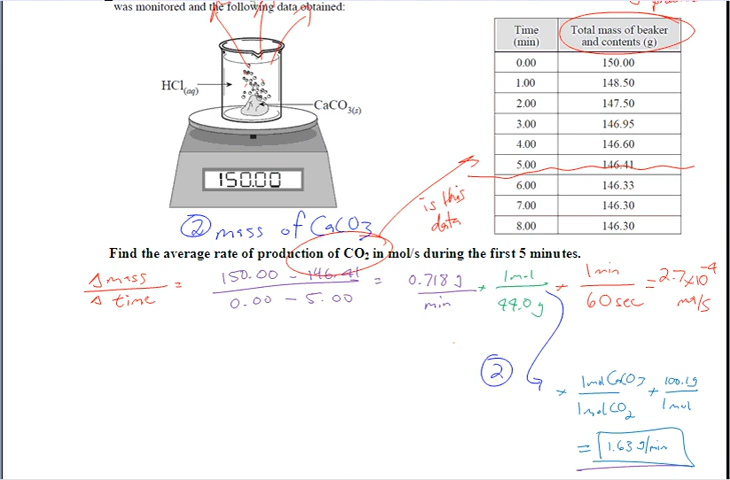 was monitored and the following data obtained:
HCl(aq)
CaCO3(s)
150.00
Time (min) Total mass of beaker and contents (g)
0.00 150.00
1.00 148.50
2.00 147.50
3.00 146.95
4.00 146.60
5.00 146.41
6.00 146.33
7.00 146.30
8.00 146.30
is this
data
② mass of CaCO3
Find the average rate of production of CO2 in mol/s during the first 5 minutes.
Δ mass / Δ time = 150.00 - 146.41 / 0.00 - 5.00 = 0.718 g / min × 1 mol / 44.0 g × 1 min / 60 sec = 2.7 × 10^-4 mol/s
② × 1 mol CaCO3 / 1 mol CO2 × 100.1 g / 1 mol
= 1.63 g/min